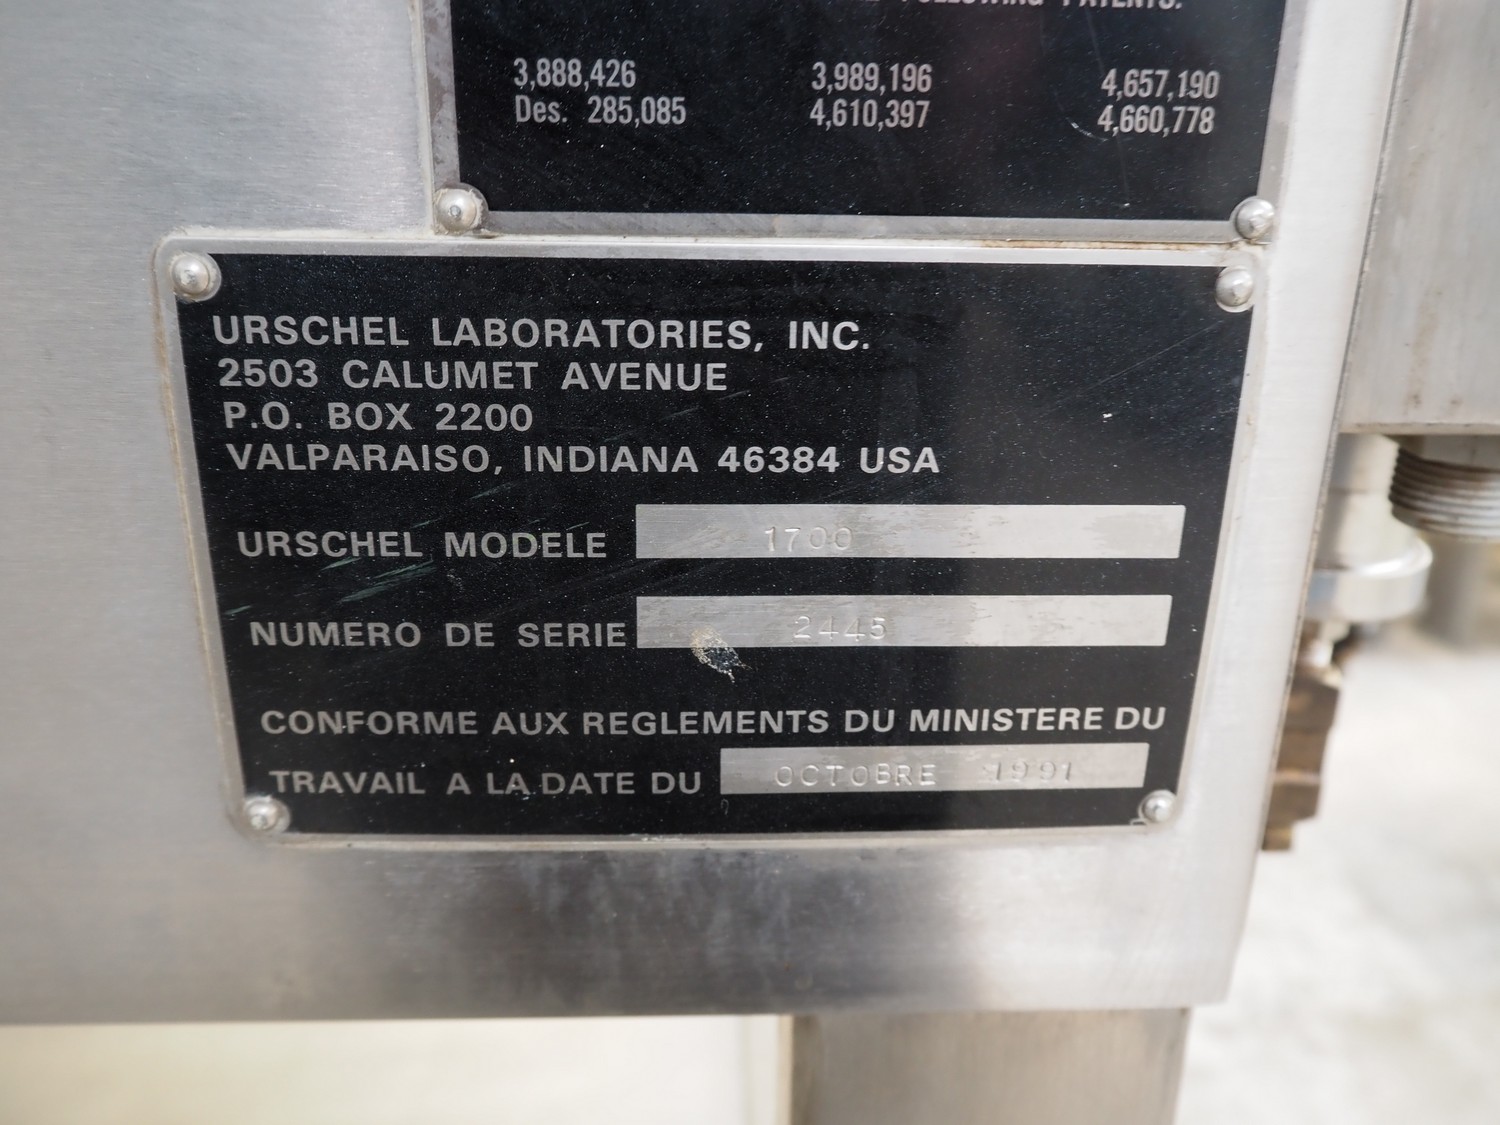 FOLLOWING PATENTS:
3,888,426 3,989,196 4,657,190
Des. 285,085 4,610,397 4,660,778
URSCHEL LABORATORIES, INC.
2503 CALUMET AVENUE
P.O. BOX 2200
VALPARAISO, INDIANA 46384 USA
URSCHEL MODELE 1700
NUMERO DE SERIE 2445
CONFORME AUX REGLEMENTS DU MINISTERE DU
TRAVAIL A LA DATE DU OCTOBRE 1991